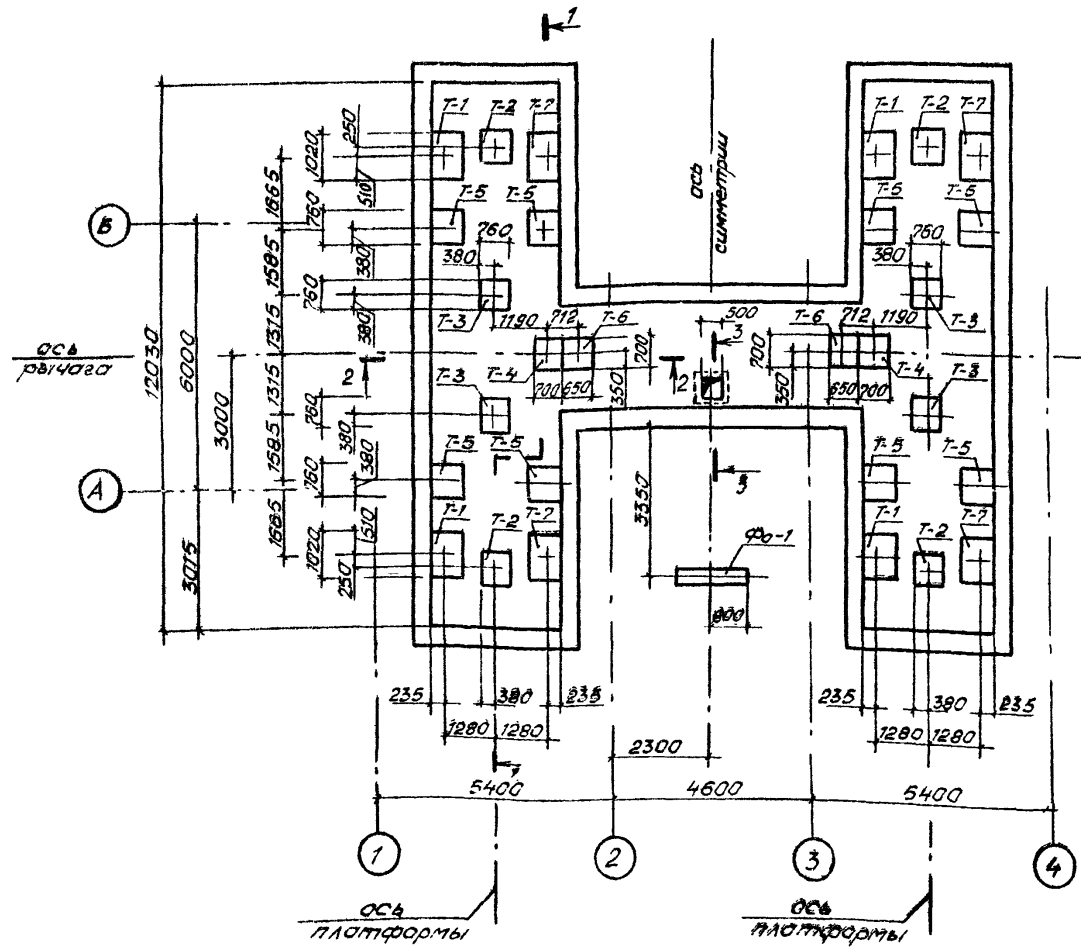 1
ось
симметрии
Т-1
Т-2
Т-7
Т-1
Т-2
Т-7
250
1020
510
1665
Т-5
Т-5
Т-5
Т-6
760
760
760
Б
380
380
380
1585
760
380
Т-3
1190
712
Т-6
500
3
Т-6
712
1190
Т-3
12030
6000
1315
ось
рычага
2
Т-4
700
650
700
350
2
700
350
650
700
Т-4
3000
1315
Т-3
Т-3
760
380
1585
380
Т-5
Т-5
Т-5
Т-5
760
А
3350
3
510
Т-1
Т-2
Т-7
Т-1
Т-2
Т-7
1685
1020
250
3015
Фо-1
800
235
380
235
235
380
235
1280
1280
1280
1280
2300
5400
4600
5400
1
2
3
4
ось
платформы
ось
платформы